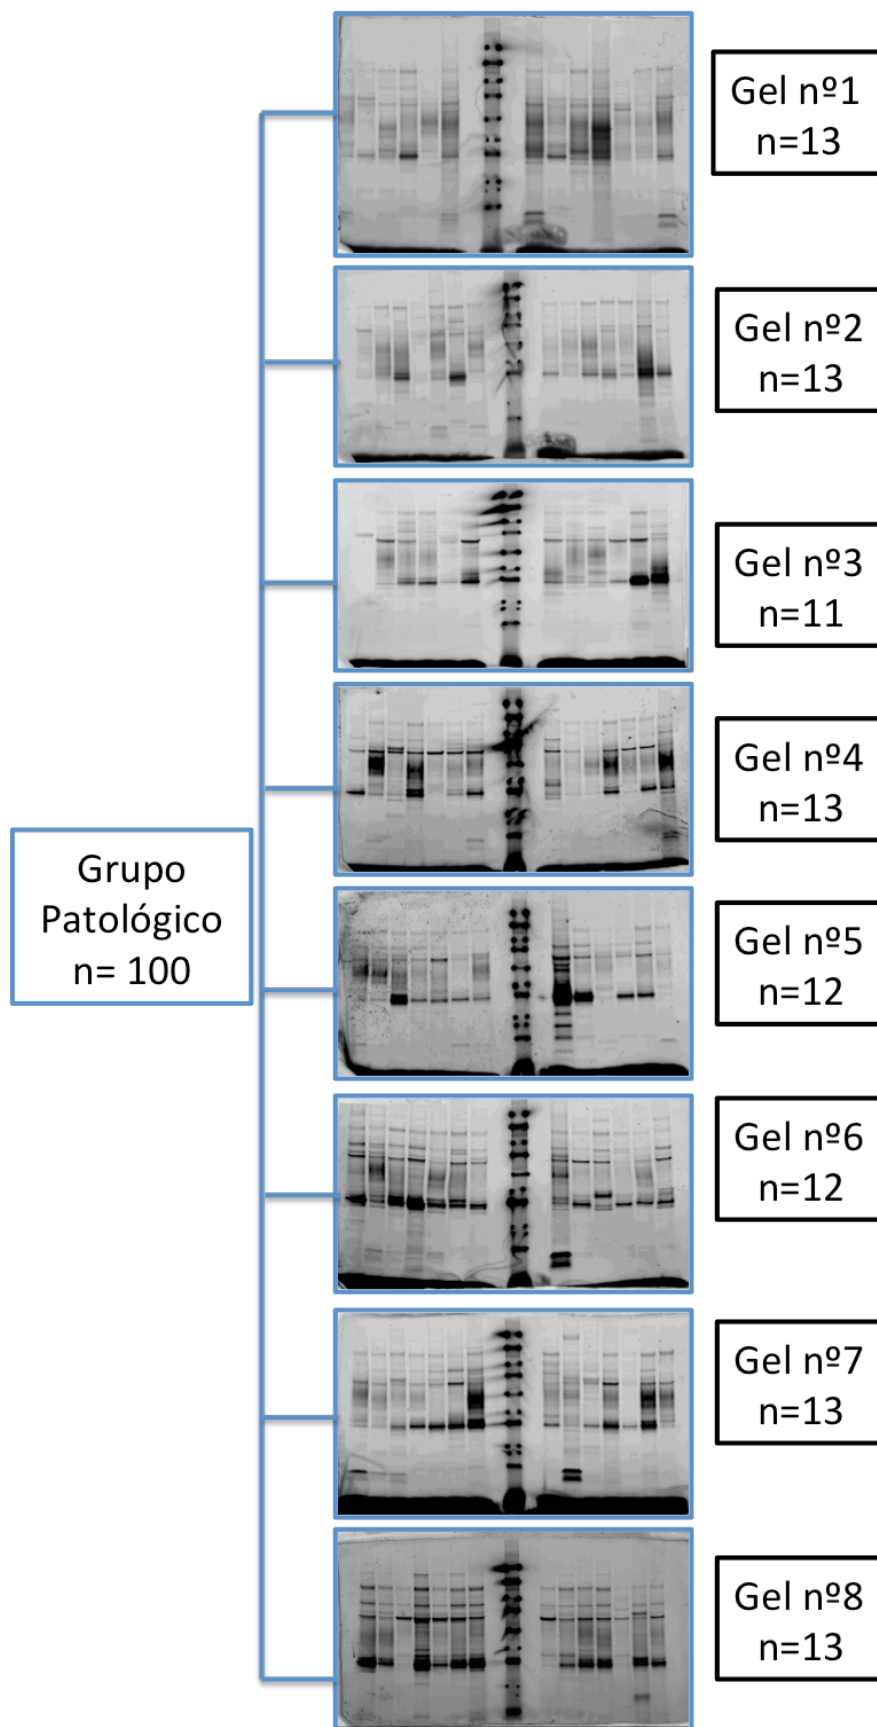 Gel nº1
n=13
Gel nº2
n=13
Gel nº3
n=11
Gel nº4
n=13
Grupo
Patológico
n= 100
Gel nº5
n=12
Gel nº6
n=12
Gel nº7
n=13
Gel nº8
n=13